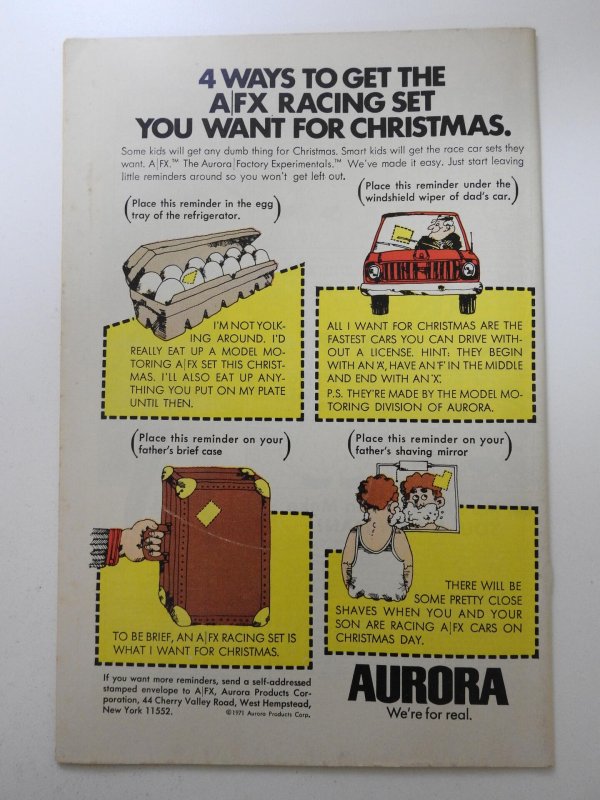 4 WAYS TO GET THE
A|FX RACING SET
YOU WANT FOR CHRISTMAS.
Some kids will get any dumb thing for Christmas. Smart kids will get the race car sets they
want. A|FX.™ The Aurora|Factory Experimentals.™ We've made it easy. Just start leaving
little reminders around so you won't get left out.
(Place this reminder in the egg
tray of the refrigerator.)
I'M NOT YOLK-
ING AROUND. I'D
REALLY EAT UP A MODEL MO-
TORING A|FX SET THIS CHRIST-
MAS. I'LL ALSO EAT UP ANY-
THING YOU PUT ON MY PLATE
UNTIL THEN.
(Place this reminder under the
windshield wiper of dad's car.)
ALL I WANT FOR CHRISTMAS ARE THE
FASTEST CARS YOU CAN DRIVE WITH-
OUT A LICENSE. HINT: THEY BEGIN
WITH AN 'A', HAVE AN 'F' IN THE MIDDLE
AND END WITH AN 'X'.
P.S. THEY'RE MADE BY THE MODEL MO-
TORING DIVISION OF AURORA.
(Place this reminder on your
father's brief case)
TO BE BRIEF, AN A|FX RACING SET IS
WHAT I WANT FOR CHRISTMAS.
(Place this reminder on your
father's shaving mirror)
THERE WILL BE
SOME PRETTY CLOSE
SHAVES WHEN YOU AND YOUR
SON ARE RACING A|FX CARS ON
CHRISTMAS DAY.
If you want more reminders, send a self-addressed
stamped envelope to A|FX, Aurora Products Cor-
poration, 44 Cherry Valley Road, West Hempstead,
New York 11552.
©1971 Aurora Products Corp.
AURORA
We're for real.